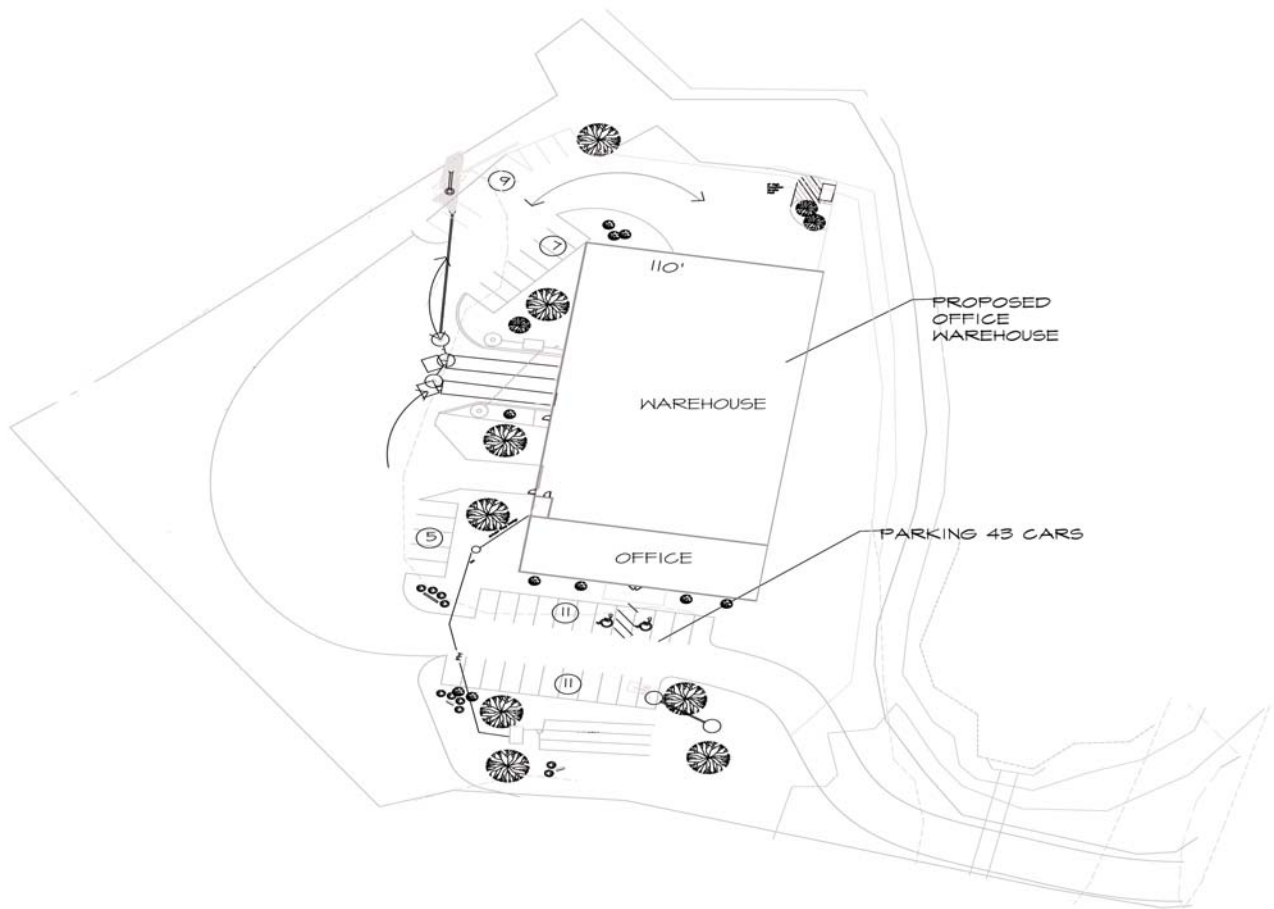 9
7
110'
PROPOSED
OFFICE
WAREHOUSE
WAREHOUSE
PARKING 43 CARS
5
OFFICE
11
11